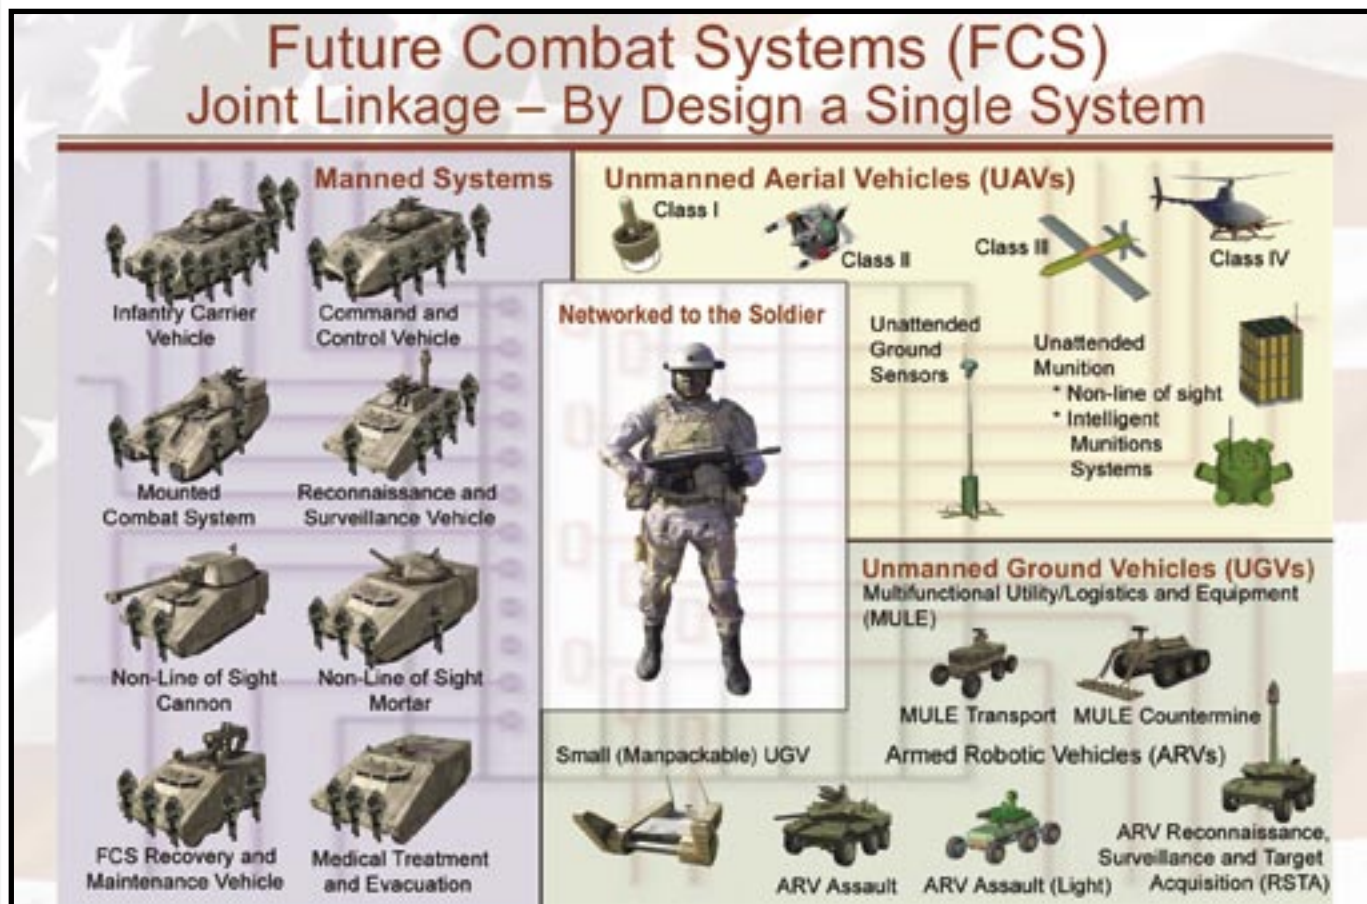 Future Combat Systems (FCS)
Joint Linkage – By Design a Single System
Manned Systems
Infantry Carrier
Vehicle
Command and
Control Vehicle
Mounted
Combat System
Reconnaissance and
Surveillance Vehicle
Non-Line of Sight
Cannon
Non-Line of Sight
Mortar
FCS Recovery and
Maintenance Vehicle
Medical Treatment
and Evacuation
Unmanned Aerial Vehicles (UAVs)
Class I
Class II
Class III
Class IV
Networked to the Soldier
Unattended
Ground
Sensors
Unattended
Munition
* Non-line of sight
* Intelligent
Munitions
Systems
Unmanned Ground Vehicles (UGVs)
Multifunctional Utility/Logistics and Equipment
(MULE)
MULE Transport
MULE Countermine
Small (Manpackable) UGV
Armed Robotic Vehicles (ARVs)
ARV Assault
ARV Assault (Light)
ARV Reconnaissance,
Surveillance and Target
Acquisition (RSTA)